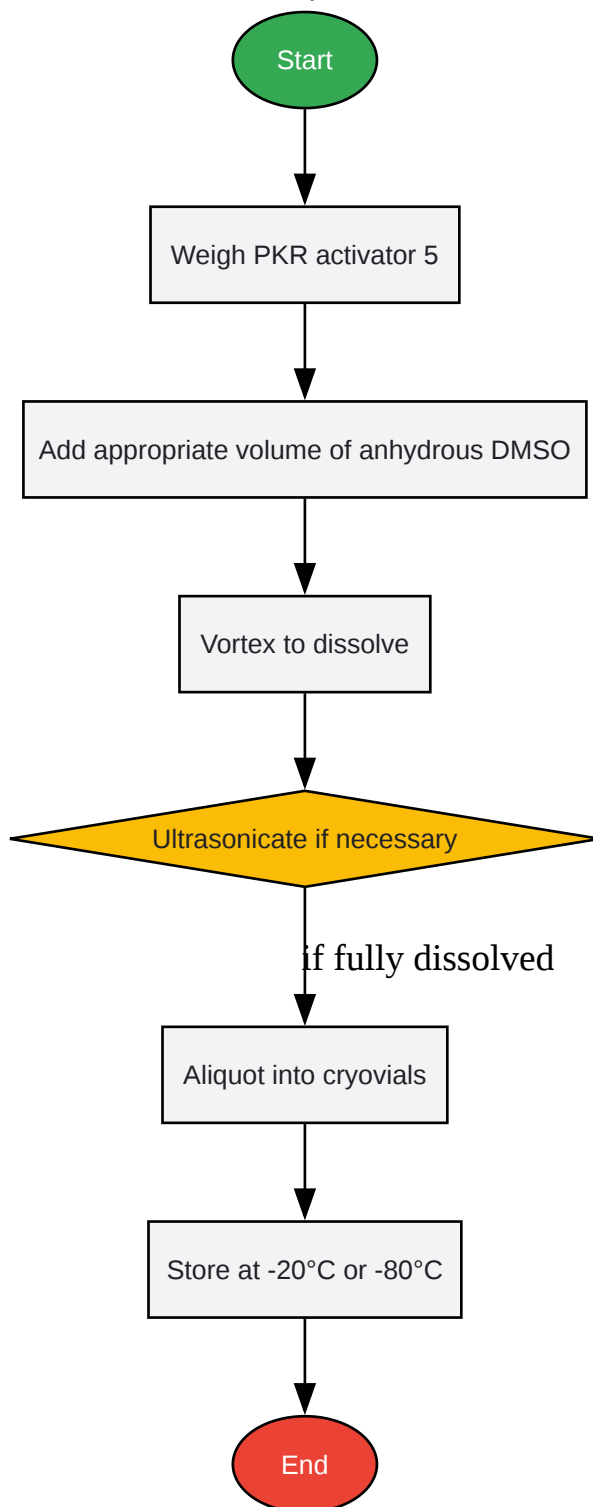 Start
Weigh PKR activator 5
Add appropriate volume of anhydrous DMSO
Vortex to dissolve
Ultrasonicate if necessary
if fully dissolved
Aliquot into cryovials
Store at -20°C or -80°C
End